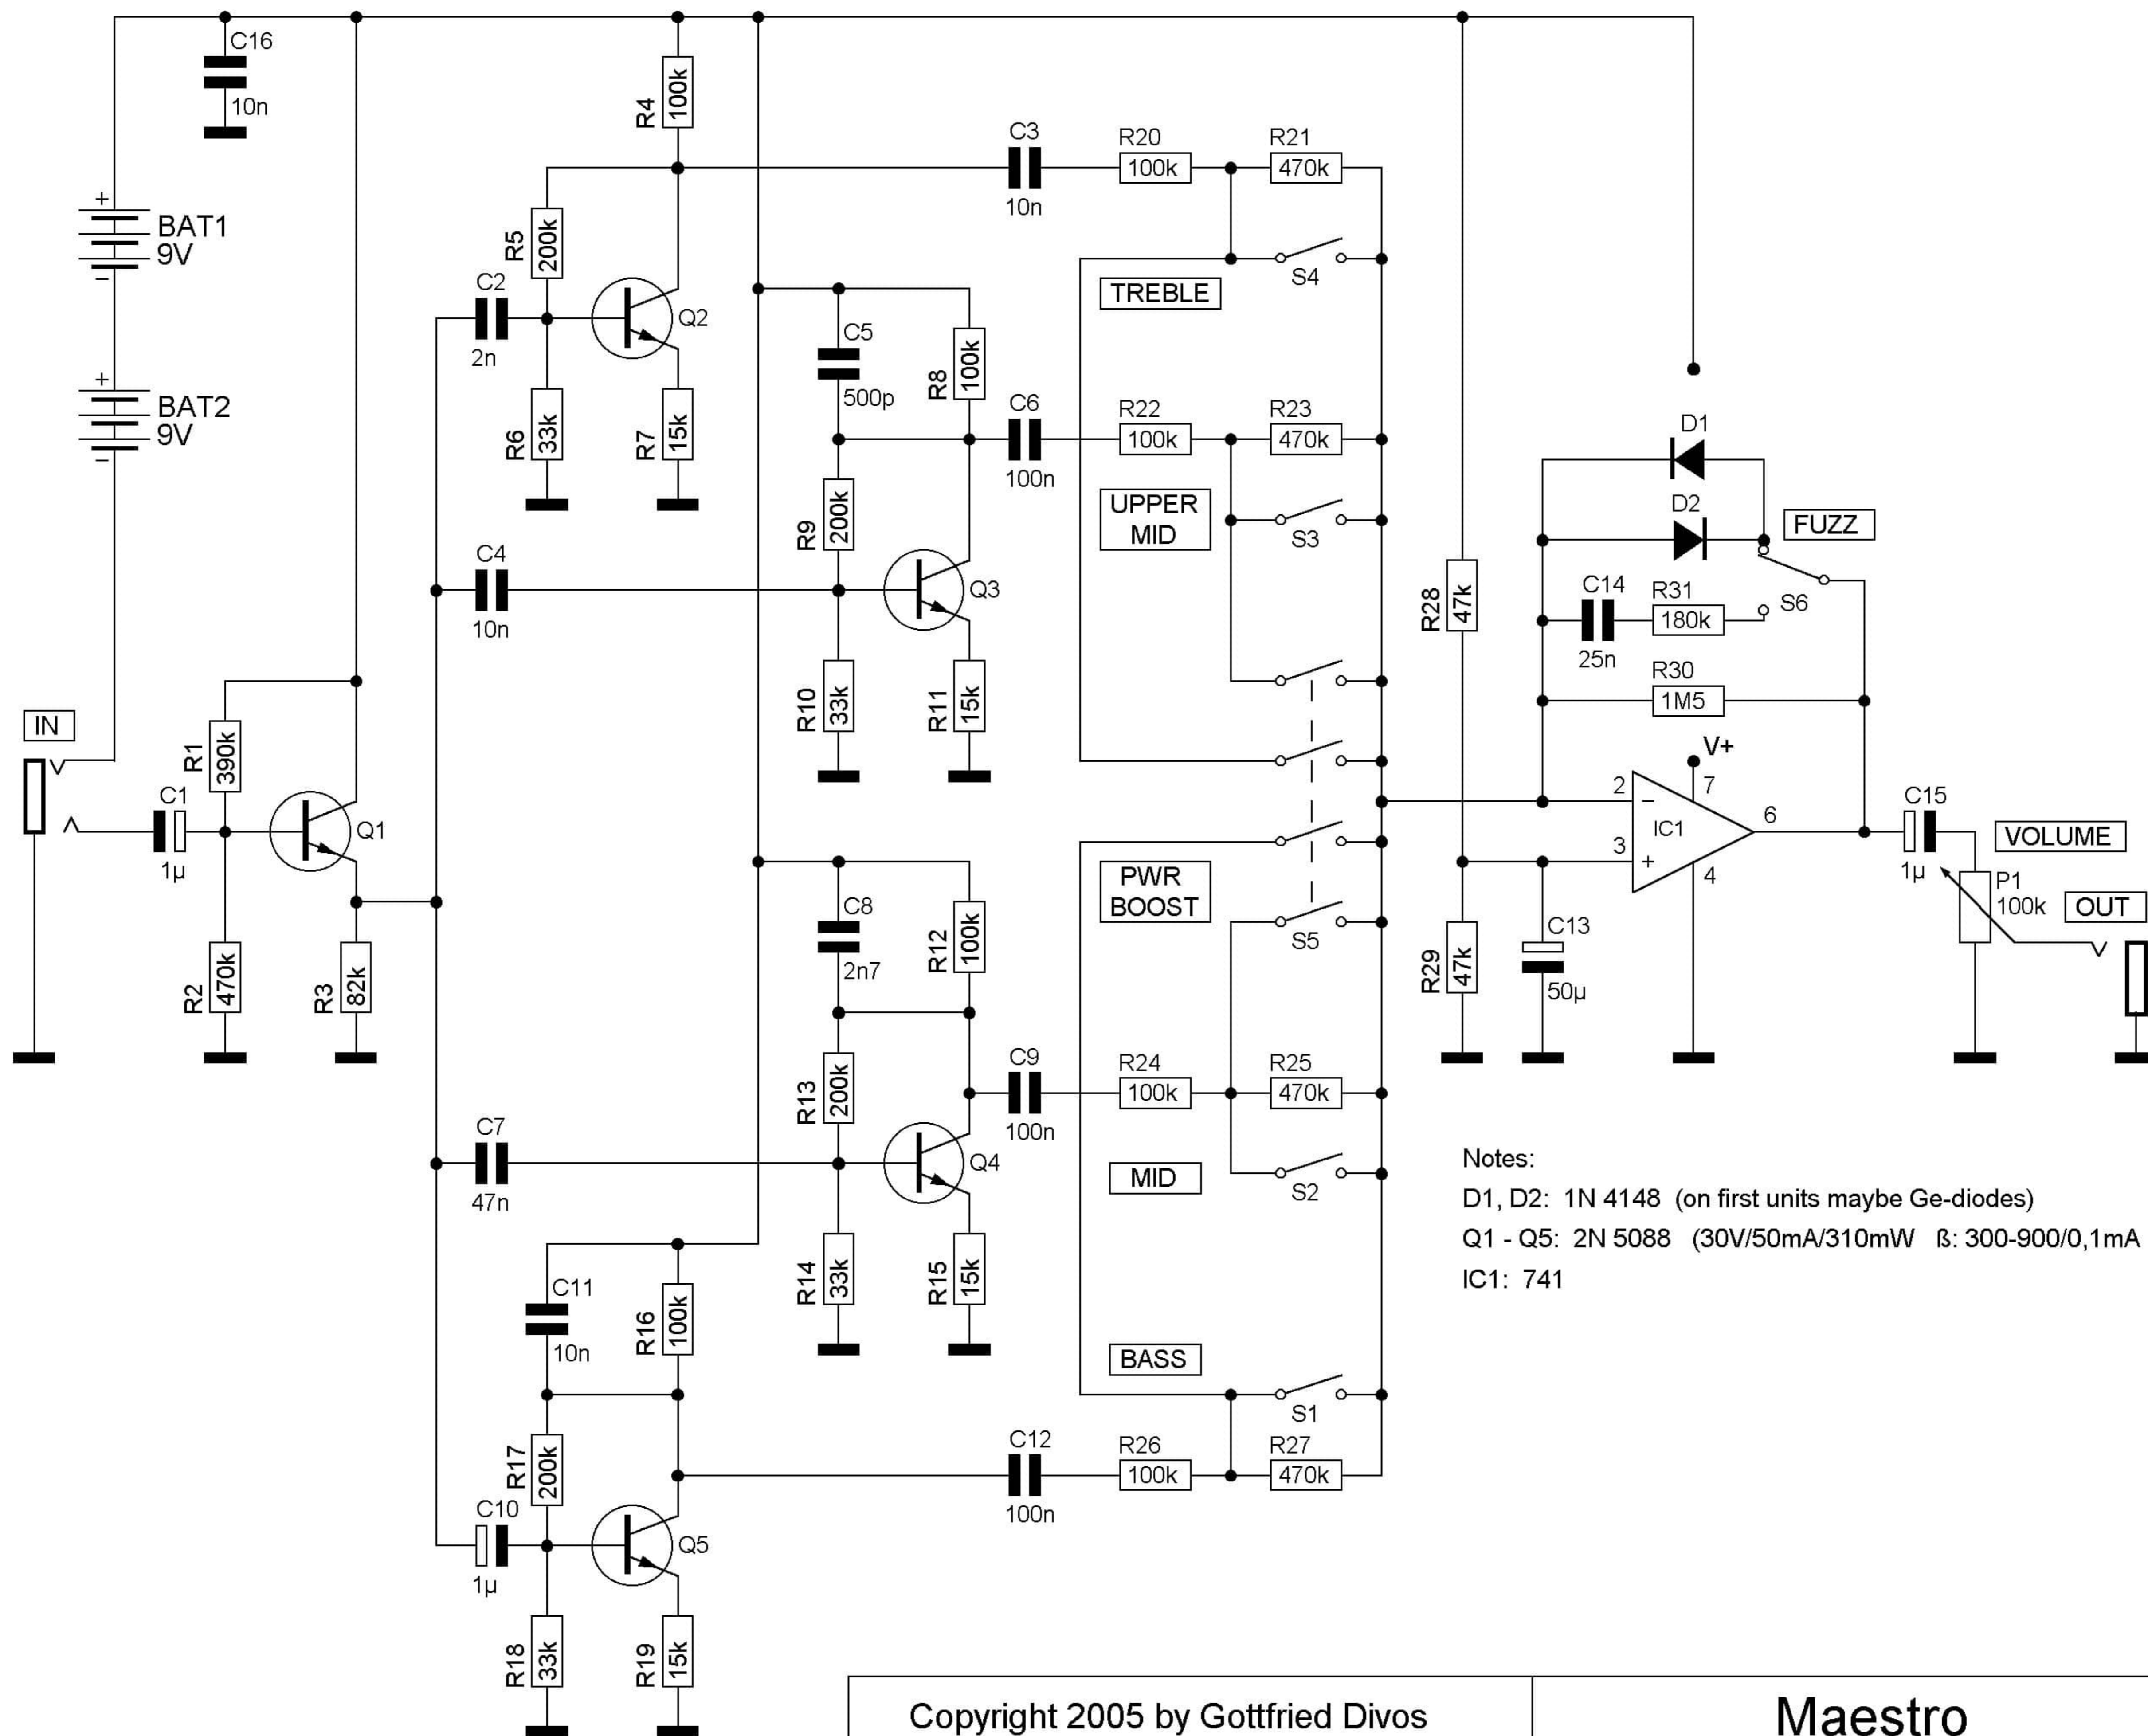 C16
10n
R4
100k
C3
10n
R20
100k
R21
470k
+
BAT1
9V
−
R5
200k
C2
2n
Q2
S4
TREBLE
C5
500p
R8
100k
+
BAT2
9V
−
R6
33k
R7
15k
C6
100n
R22
100k
R23
470k
D1
UPPER
MID
S3
D2
FUZZ
R9
200k
C4
10n
Q3
R28
47k
C14
25n
R31
180k
S6
R10
33k
R11
15k
R30
1M5
IN
R1
390k
V+
C1
1µ
Q1
2
−
7
IC1
6
3
+
4
C15
1µ
VOLUME
P1
100k
OUT
PWR
BOOST
S5
C8
2n7
R12
100k
R2
470k
R3
82k
R29
47k
C13
50µ
C9
100n
R24
100k
R25
470k
R13
200k
C7
47n
Q4
MID
S2
Notes:
D1, D2: 1N 4148 (on first units maybe Ge-diodes)
Q1 - Q5: 2N 5088 (30V/50mA/310mW ß: 300-900/0,1mA
IC1: 741
R14
33k
R15
15k
C11
10n
R16
100k
BASS
S1
R17
200k
C12
100n
R26
100k
R27
470k
C10
1µ
Q5
R18
33k
R19
15k
Copyright 2005 by Gottfried Divos
Maestro